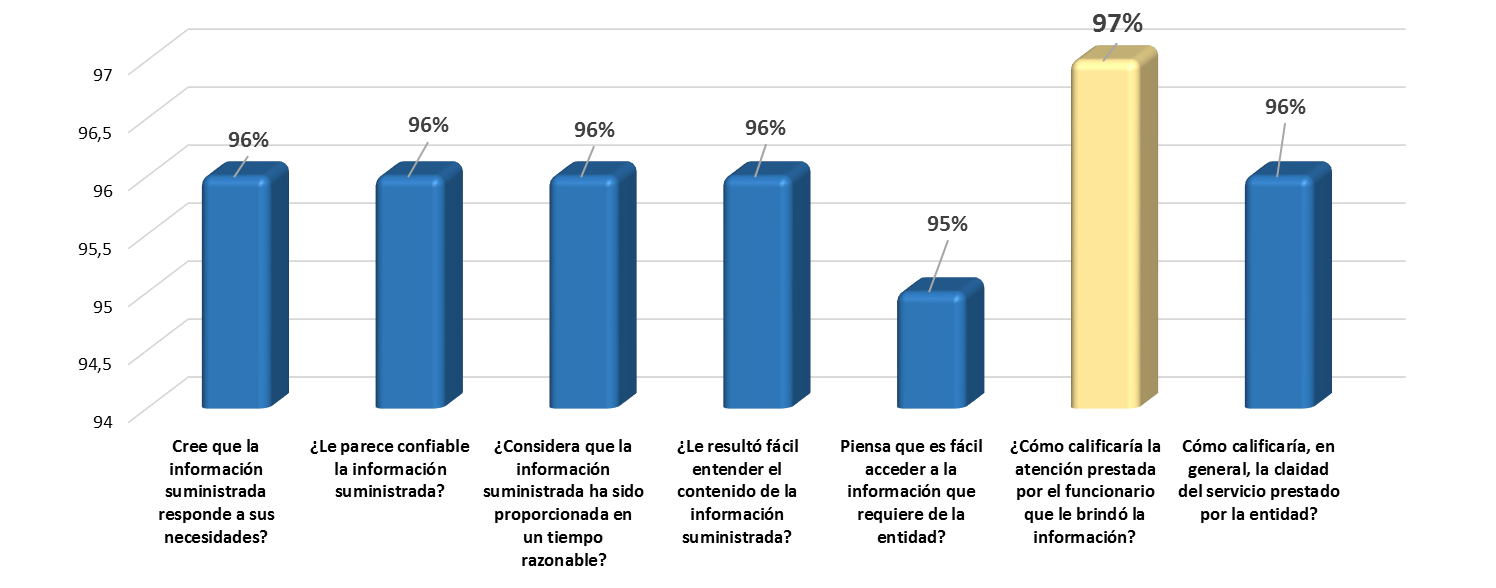 97%
97
96,5
96
95,5
95
94,5
94
96%
96%
96%
96%
95%
96%
Cree que la
información
suministrada
responde a sus
necesidades?
¿Le parece confiable
la información
suministrada?
¿Considera que la
información
suministrada ha sido
proporcionada en
un tiempo
razonable?
¿Le resultó fácil
entender el
contenido de la
información
suministrada?
Piensa que es fácil
acceder a la
información que
requiere de la
entidad?
¿Cómo calificaría la
atención prestada
por el funcionario
que le brindó la
información?
Cómo calificaría, en
general, la claidad
del servicio prestado
por la entidad?